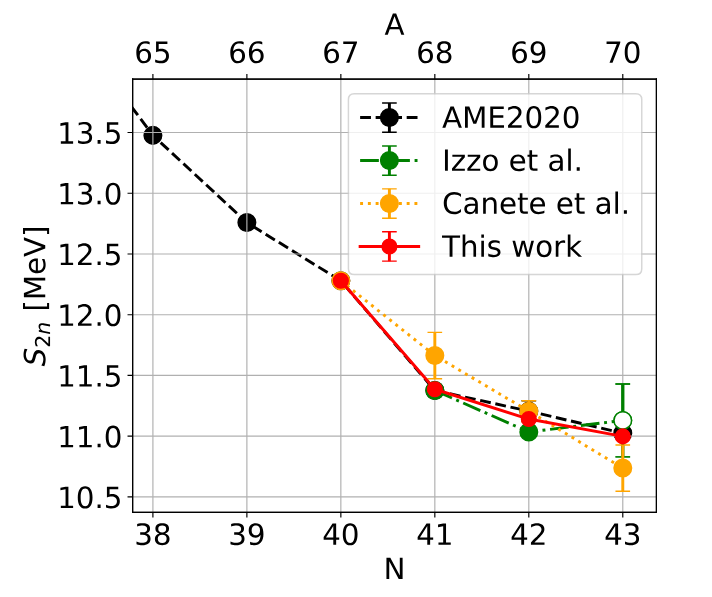 A
65 66 67 68 69 70
AME2020
Izzo et al.
Canete et al.
This work
S2n [MeV]
13.5
13.0
12.5
12.0
11.5
11.0
10.5
38 39 40 41 42 43
N